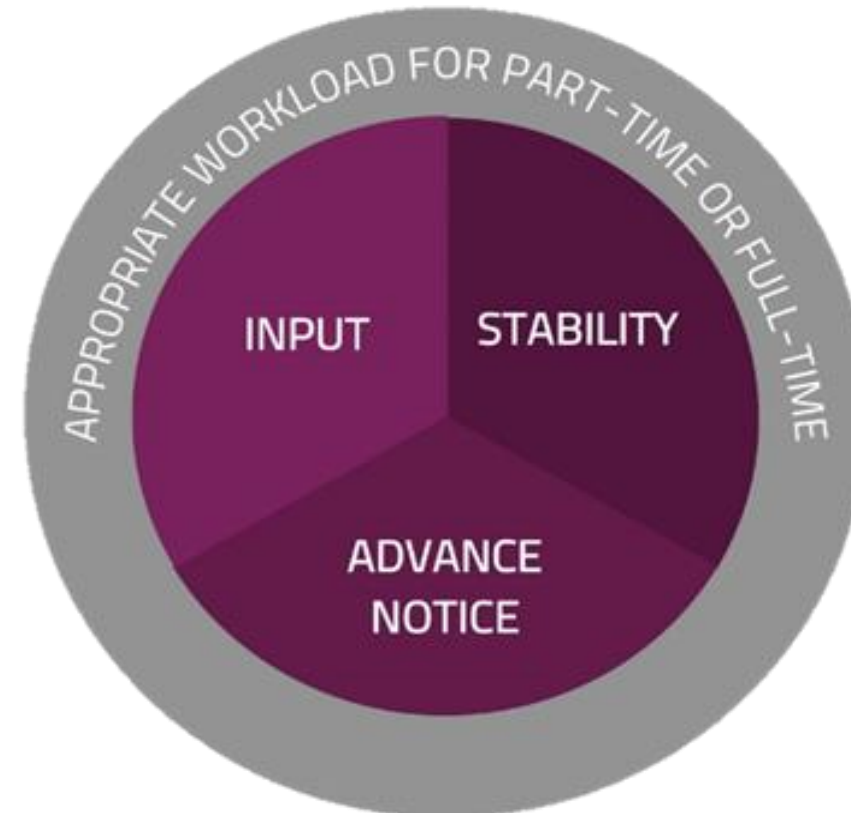 APPROPRIATE WORKLOAD FOR PART-TIME OR FULL-TIME
INPUT
STABILITY
ADVANCE
NOTICE